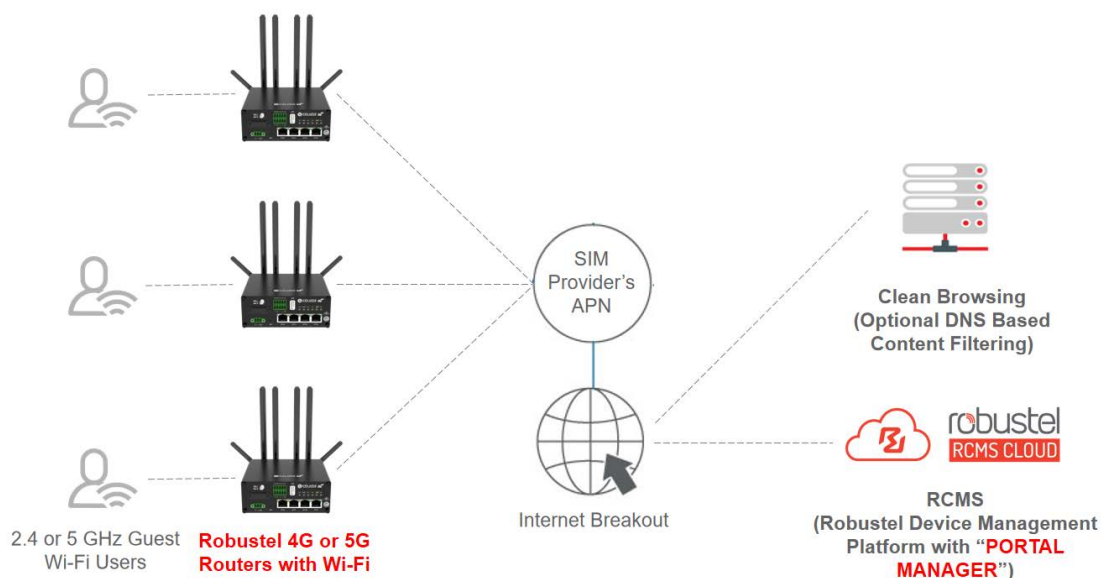 SIM
Provider's
APN
Clean Browsing
(Optional DNS Based
Content Filtering)
robustel
RCMS CLOUD
2.4 or 5 GHz Guest
Wi-Fi Users
Robustel 4G or 5G
Routers with Wi-Fi
Internet Breakout
RCMS
(Robustel Device Management
Platform with “PORTAL
MANAGER”)